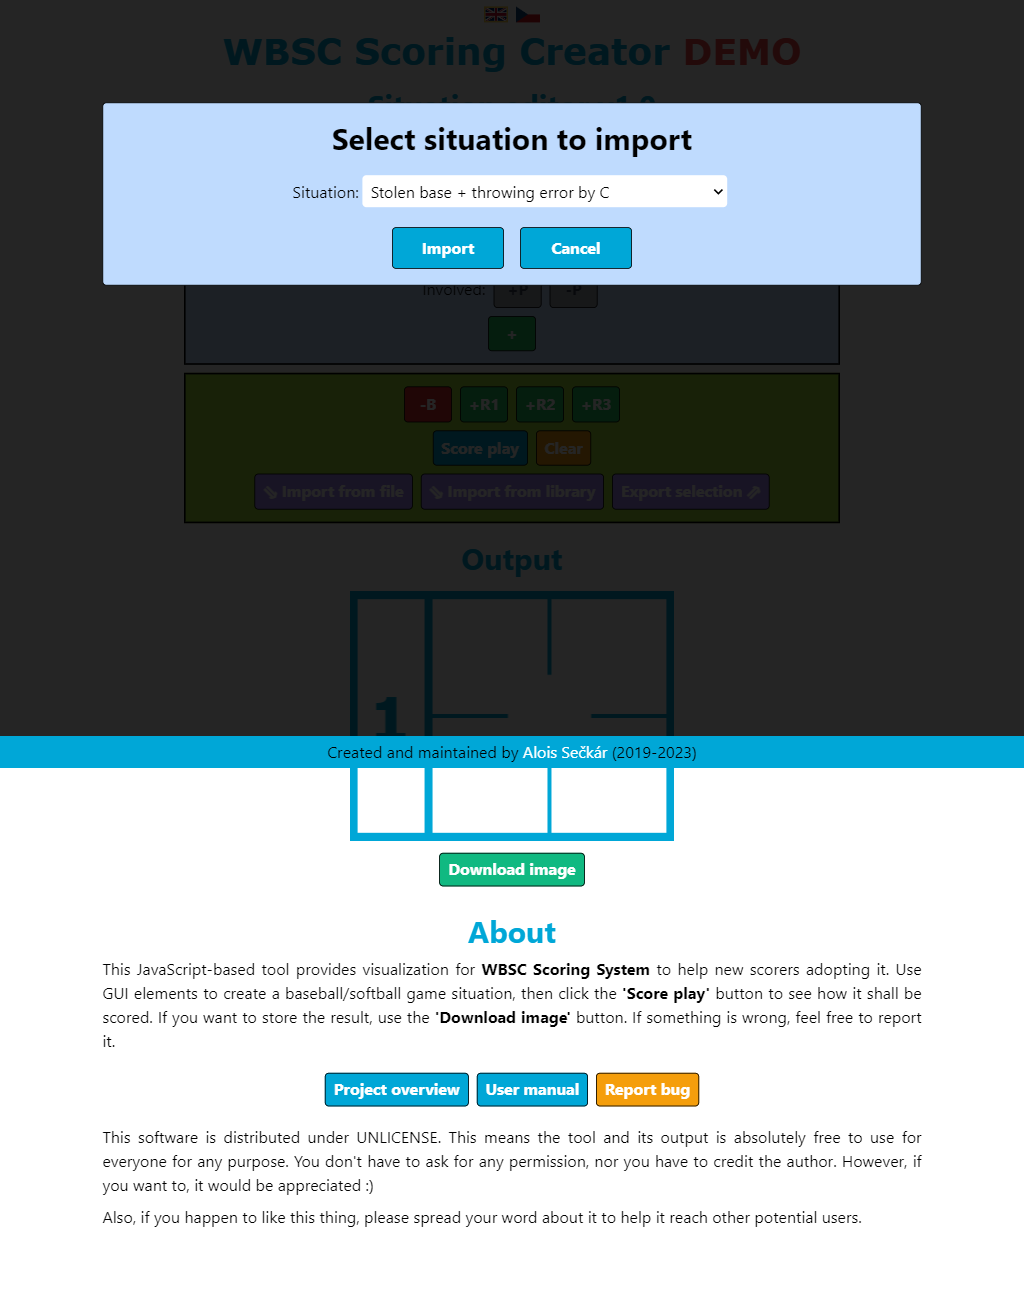 WBSC Scoring Creator DEMO
Select situation to import
Situation: Stolen base + throwing error by C
Import Cancel
Involved: +P -P
+
-B +R1 +R2 +R3
Score play Clear
Import from file Import from library Export selection
Output
1
Created and maintained by Alois Sečkár (2019-2023)
Download image
About
This JavaScript-based tool provides visualization for WBSC Scoring System to help new scorers adopting it. Use
GUI elements to create a baseball/softball game situation, then click the 'Score play' button to see how it shall be
scored. If you want to store the result, use the 'Download image' button. If something is wrong, feel free to report
it.
Project overview User manual Report bug
This software is distributed under UNLICENSE. This means the tool and its output is absolutely free to use for
everyone for any purpose. You don't have to ask for any permission, nor you have to credit the author. However, if
you want to, it would be appreciated :)
Also, if you happen to like this thing, please spread your word about it to help it reach other potential users.